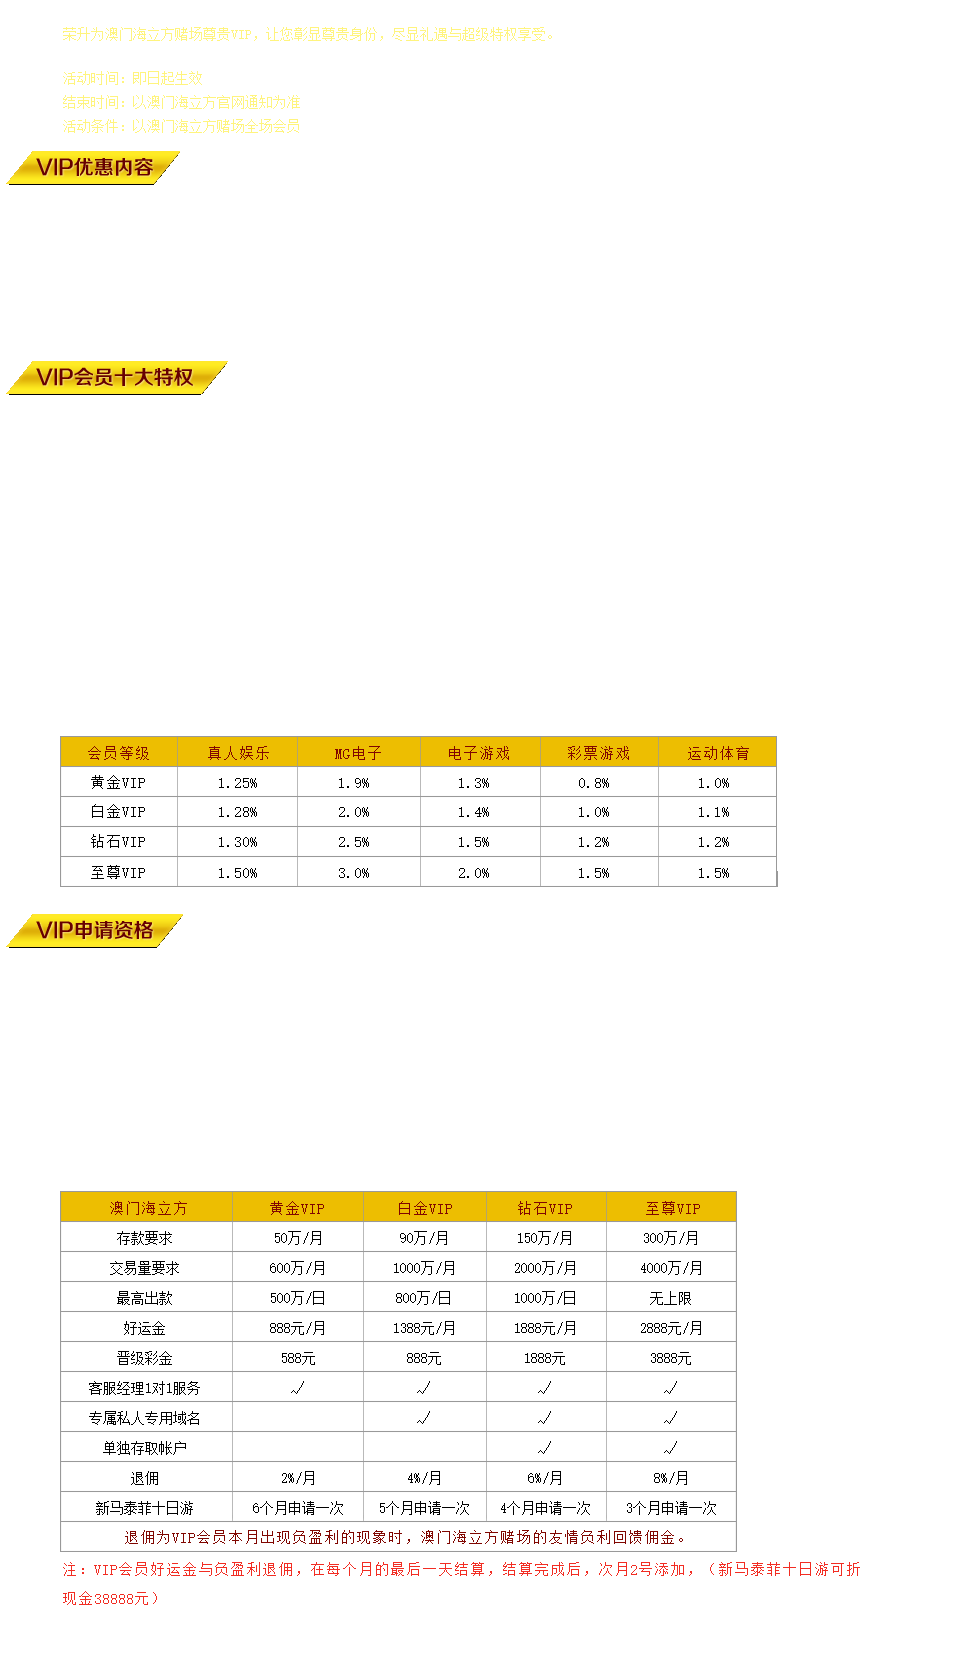 荣升为澳门海立方赌场尊贵VIP，让您彰显尊贵身份，尽显礼遇与超级特权享受。
活动时间：即日起生效
结束时间：以澳门海立方官网通知为准
活动条件：以澳门海立方赌场全场会员
VIP优惠内容
VIP会员十大特权
会员等级 真人娱乐 MG电子 电子游戏 彩票游戏 运动体育
黄金VIP 1.25% 1.9% 1.3% 0.8% 1.0%
白金VIP 1.28% 2.0% 1.4% 1.0% 1.1%
钻石VIP 1.30% 2.5% 1.5% 1.2% 1.2%
至尊VIP 1.50% 3.0% 2.0% 1.5% 1.5%
VIP申请资格
澳门海立方 黄金VIP 白金VIP 钻石VIP 至尊VIP
存款要求 50万/月 90万/月 150万/月 300万/月
交易量要求 600万/月 1000万/月 2000万/月 4000万/月
最高出款 500万/日 800万/日 1000万/日 无上限
好运金 888元/月 1388元/月 1888元/月 2888元/月
晋级彩金 588元 888元 1888元 3888元
客服经理1对1服务 √ √ √ √
专属私人专用域名 √ √ √
单独存取帐户 √ √
退佣 2%/月 4%/月 6%/月 8%/月
新马泰菲十日游 6个月申请一次 5个月申请一次 4个月申请一次 3个月申请一次
退佣为VIP会员本月出现负盈利的现象时，澳门海立方赌场的友情负利回馈佣金。
注：VIP会员好运金与负盈利退佣，在每个月的最后一天结算，结算完成后，次月2号添加，（新马泰菲十日游可折
现金38888元）